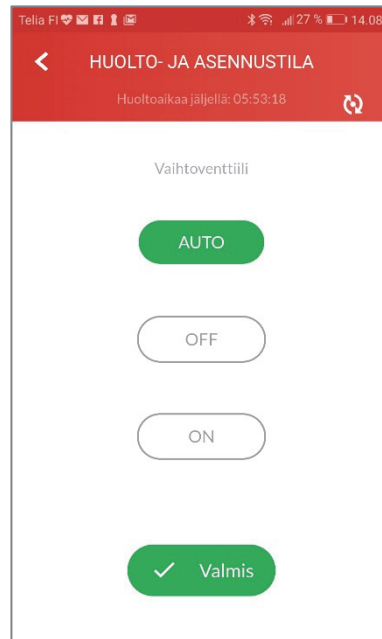 Telia FI 27 % 14.08
HUOLTO- JA ASENNUSTILA
Huoltoaikaa jäljellä: 05:53:18
Vaihtoventtiili
AUTO
OFF
ON
Valmis